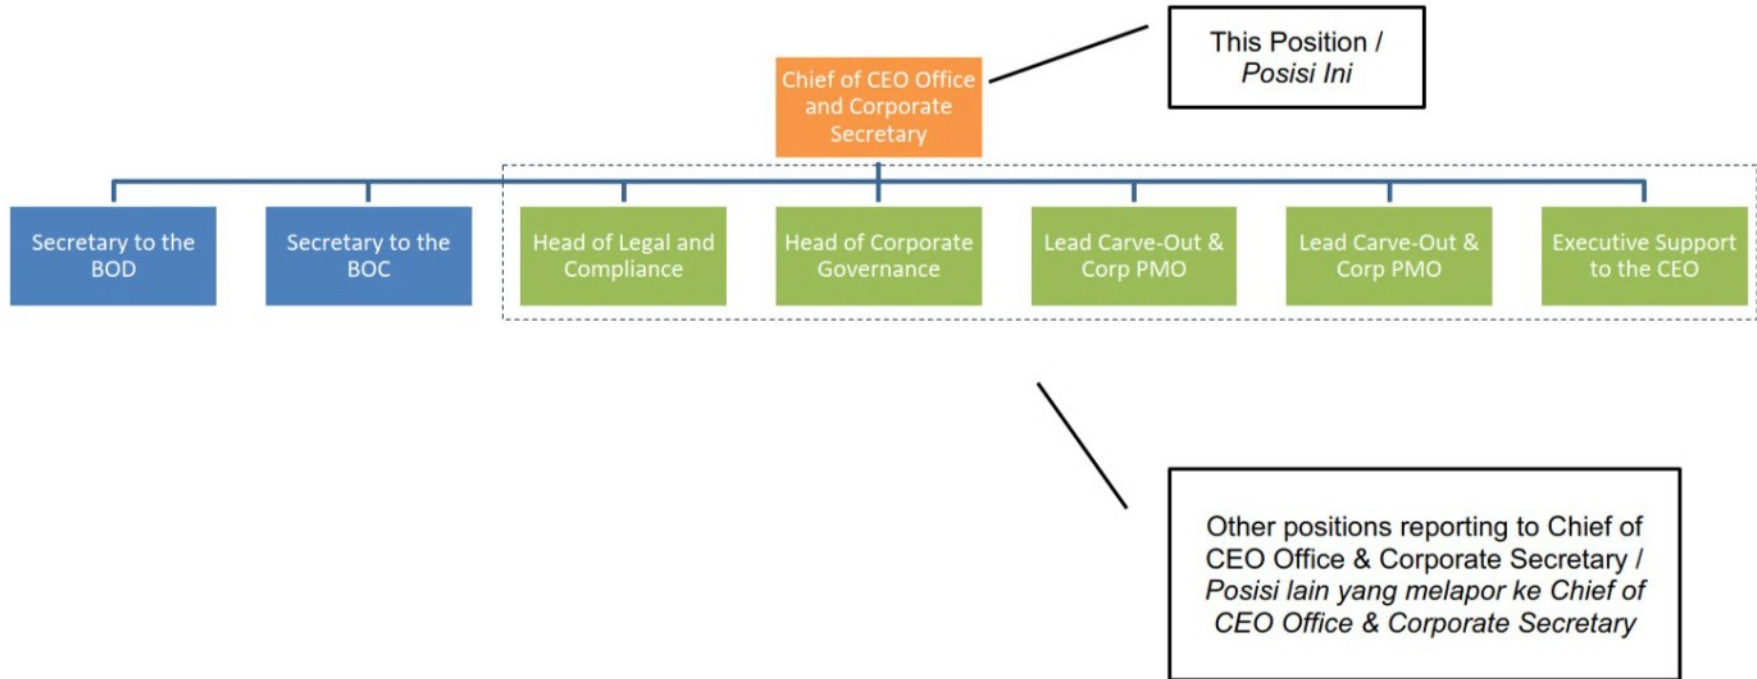 This Position /
Posisi Ini
Chief of CEO Office
and Corporate
Secretary
Secretary to the
BOD
Secretary to the
BOC
Head of Legal and
Compliance
Head of Corporate
Governance
Lead Carve-Out &
Corp PMO
Lead Carve-Out &
Corp PMO
Executive Support
to the CEO
Other positions reporting to Chief of
CEO Office & Corporate Secretary /
Posisi lain yang melapor ke Chief of
CEO Office & Corporate Secretary